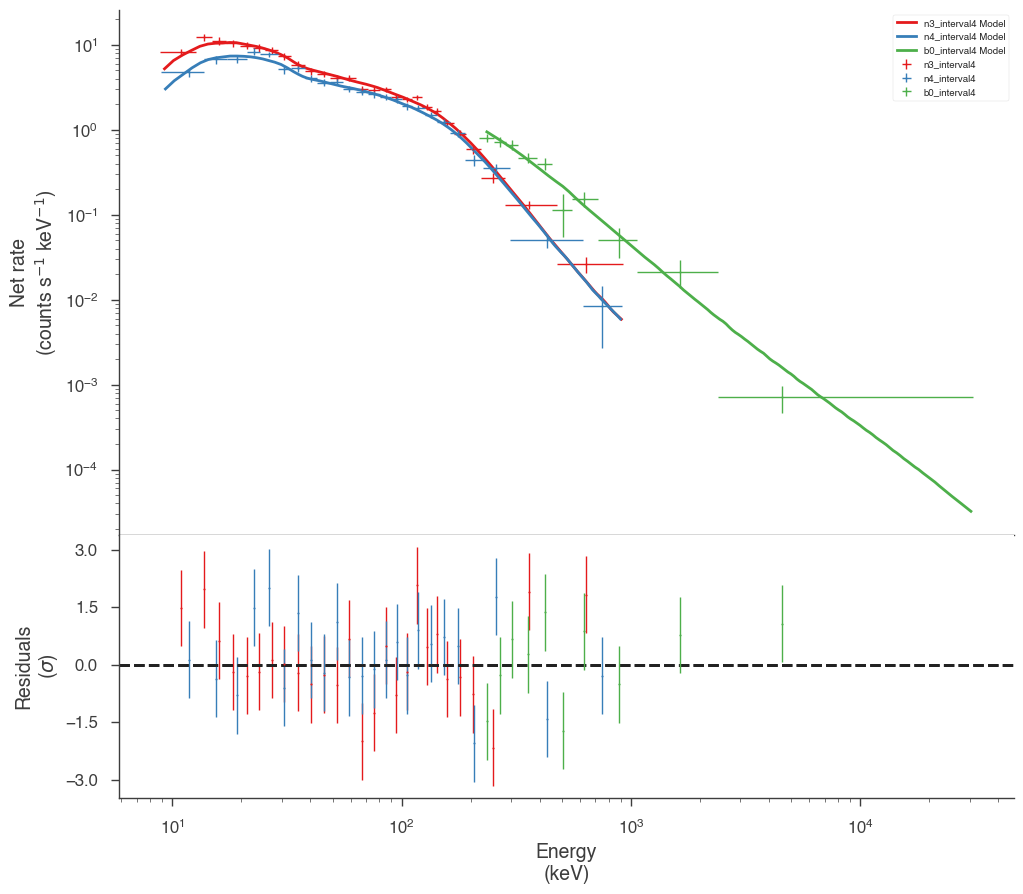 n3_interval4 Model
n4_interval4 Model
b0_interval4 Model
n3_interval4
n4_interval4
b0_interval4
10¹
10⁰
10⁻¹
10⁻²
10⁻³
10⁻⁴
Net rate
(counts s⁻¹ keV⁻¹)
3.0
1.5
0.0
−1.5
−3.0
Residuals
(σ)
10¹ 10² 10³ 10⁴
Energy
(keV)